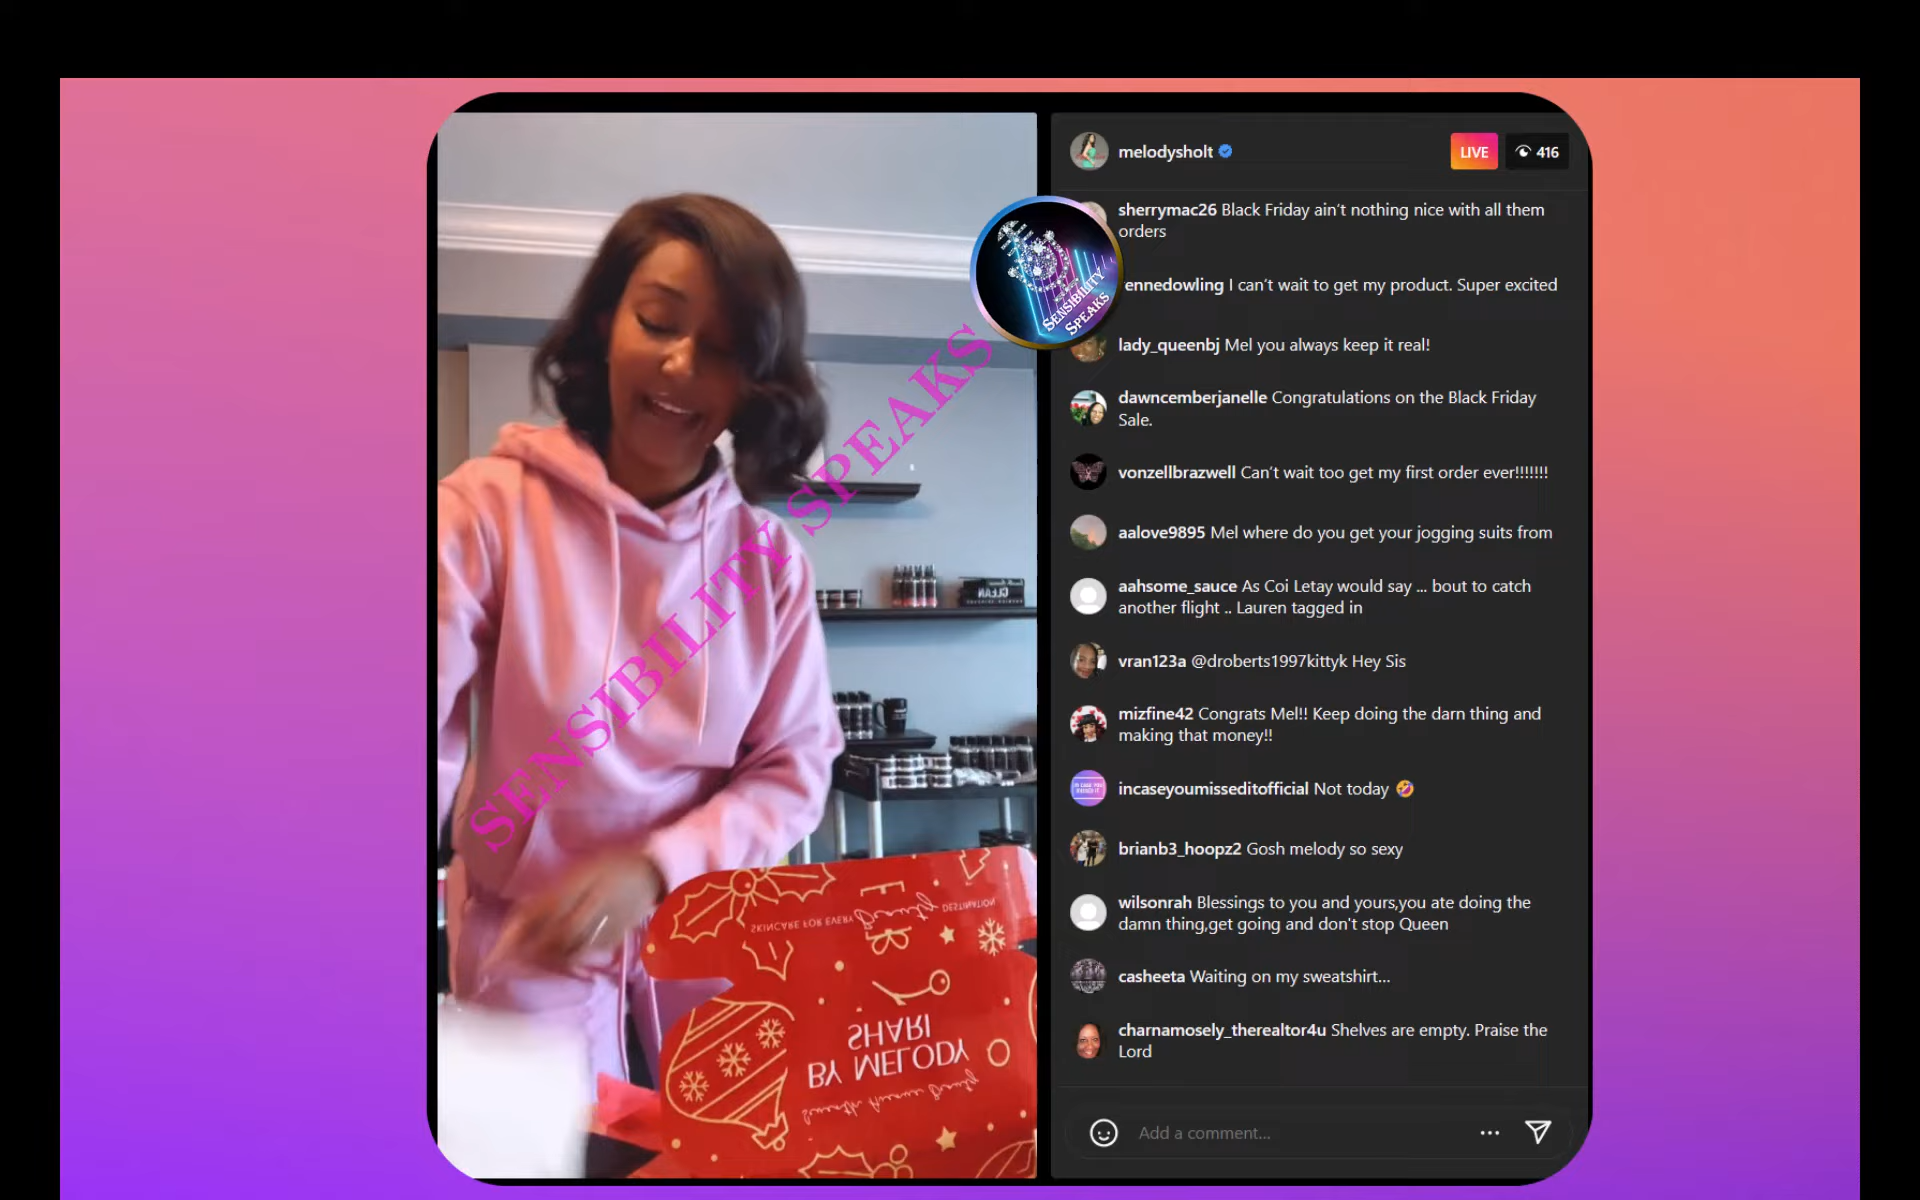 melodysholt
LIVE
416
sherrymac26 Black Friday ain't nothing nice with all them
orders
ennedowling I can't wait to get my product. Super excited
lady_queenbj Mel you always keep it real!
dawncemberjanelle Congratulations on the Black Friday
Sale.
vonzellbrazwell Can't wait too get my first order ever!!!!!!!
aalove9895 Mel where do you get your jogging suits from
aahsome_sauce As Coi Letay would say ... bout to catch
another flight .. Lauren tagged in
vran123a @droberts1997kittyk Hey Sis
mizfine42 Congrats Mel!! Keep doing the darn thing and
making that money!!
incaseyoumisseditofficial Not today 🤣
brianb3_hoopz2 Gosh melody so sexy
wilsonrah Blessings to you and yours,you ate doing the
damn thing,get going and don't stop Queen
casheeta Waiting on my sweatshirt...
charnamosely_therealtor4u Shelves are empty. Praise the
Lord
Add a comment...
SENSIBILITY
SPEAKS
SENSIBILITY SPEAKS
CLEAN
SKINCARE FOR EVERY Beauty DESTINATION
SHARI
BY MELODY